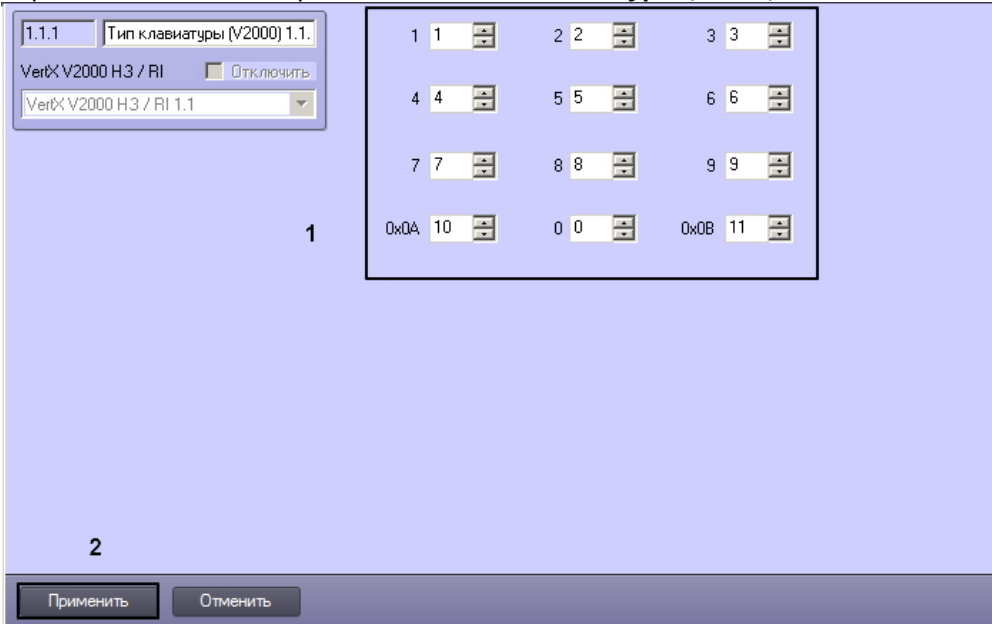 1.1.1 Тип клавиатуры (V2000) 1.1.
VertX V2000 НЗ / RI Отключить
VertX V2000 НЗ / RI 1.1
1 1 2 2 3 3
4 4 5 5 6 6
7 7 8 8 9 9
1
0x0A 10 0 0 0x0B 11
2
Применить Отменить